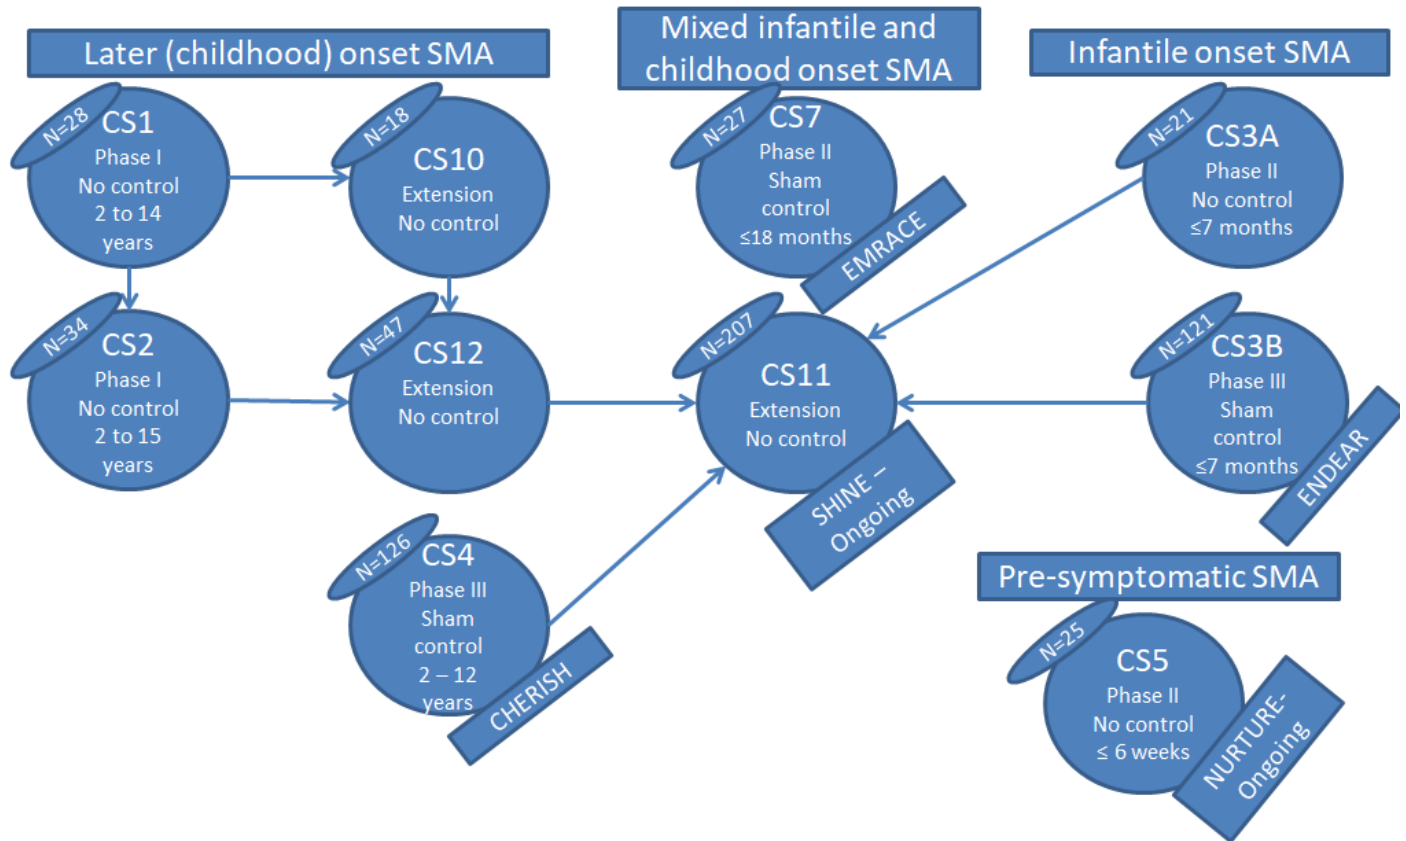 Later (childhood) onset SMA
N=28
CS1
Phase I
No control
2 to 14
years
N=18
CS10
Extension
No control
N=34
CS2
Phase I
No control
2 to 15
years
N=47
CS12
Extension
No control
N=126
CS4
Phase III
Sham
control
2 – 12
years
CHERISH
Mixed infantile and
childhood onset SMA
N=27
CS7
Phase II
Sham
control
≤18 months
EMRACE
N=207
CS11
Extension
No control
SHINE –
Ongoing
Infantile onset SMA
N=21
CS3A
Phase II
No control
≤7 months
N=121
CS3B
Phase III
Sham
control
≤7 months
ENDEAR
Pre-symptomatic SMA
N=25
CS5
Phase II
No control
≤ 6 weeks
NURTURE-
Ongoing